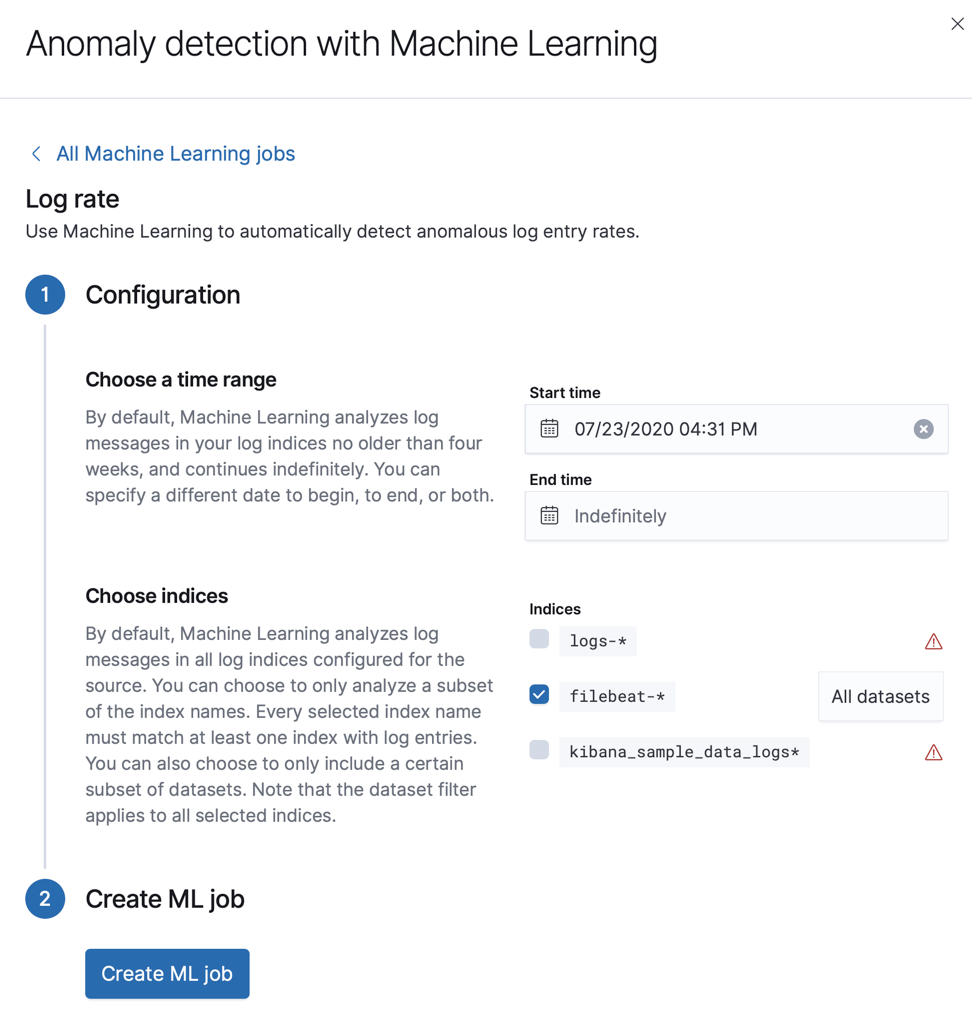 Anomaly detection with Machine Learning
All Machine Learning jobs
Log rate
Use Machine Learning to automatically detect anomalous log entry rates.
1 Configuration
Choose a time range
By default, Machine Learning analyzes log
messages in your log indices no older than four
weeks, and continues indefinitely. You can
specify a different date to begin, to end, or both.
Start time
07/23/2020 04:31 PM
End time
Indefinitely
Choose indices
By default, Machine Learning analyzes log
messages in all log indices configured for the
source. You can choose to only analyze a subset
of the index names. Every selected index name
must match at least one index with log entries.
You can also choose to only include a certain
subset of datasets. Note that the dataset filter
applies to all selected indices.
Indices
logs-*
filebeat-* All datasets
kibana_sample_data_logs*
2 Create ML job
Create ML job